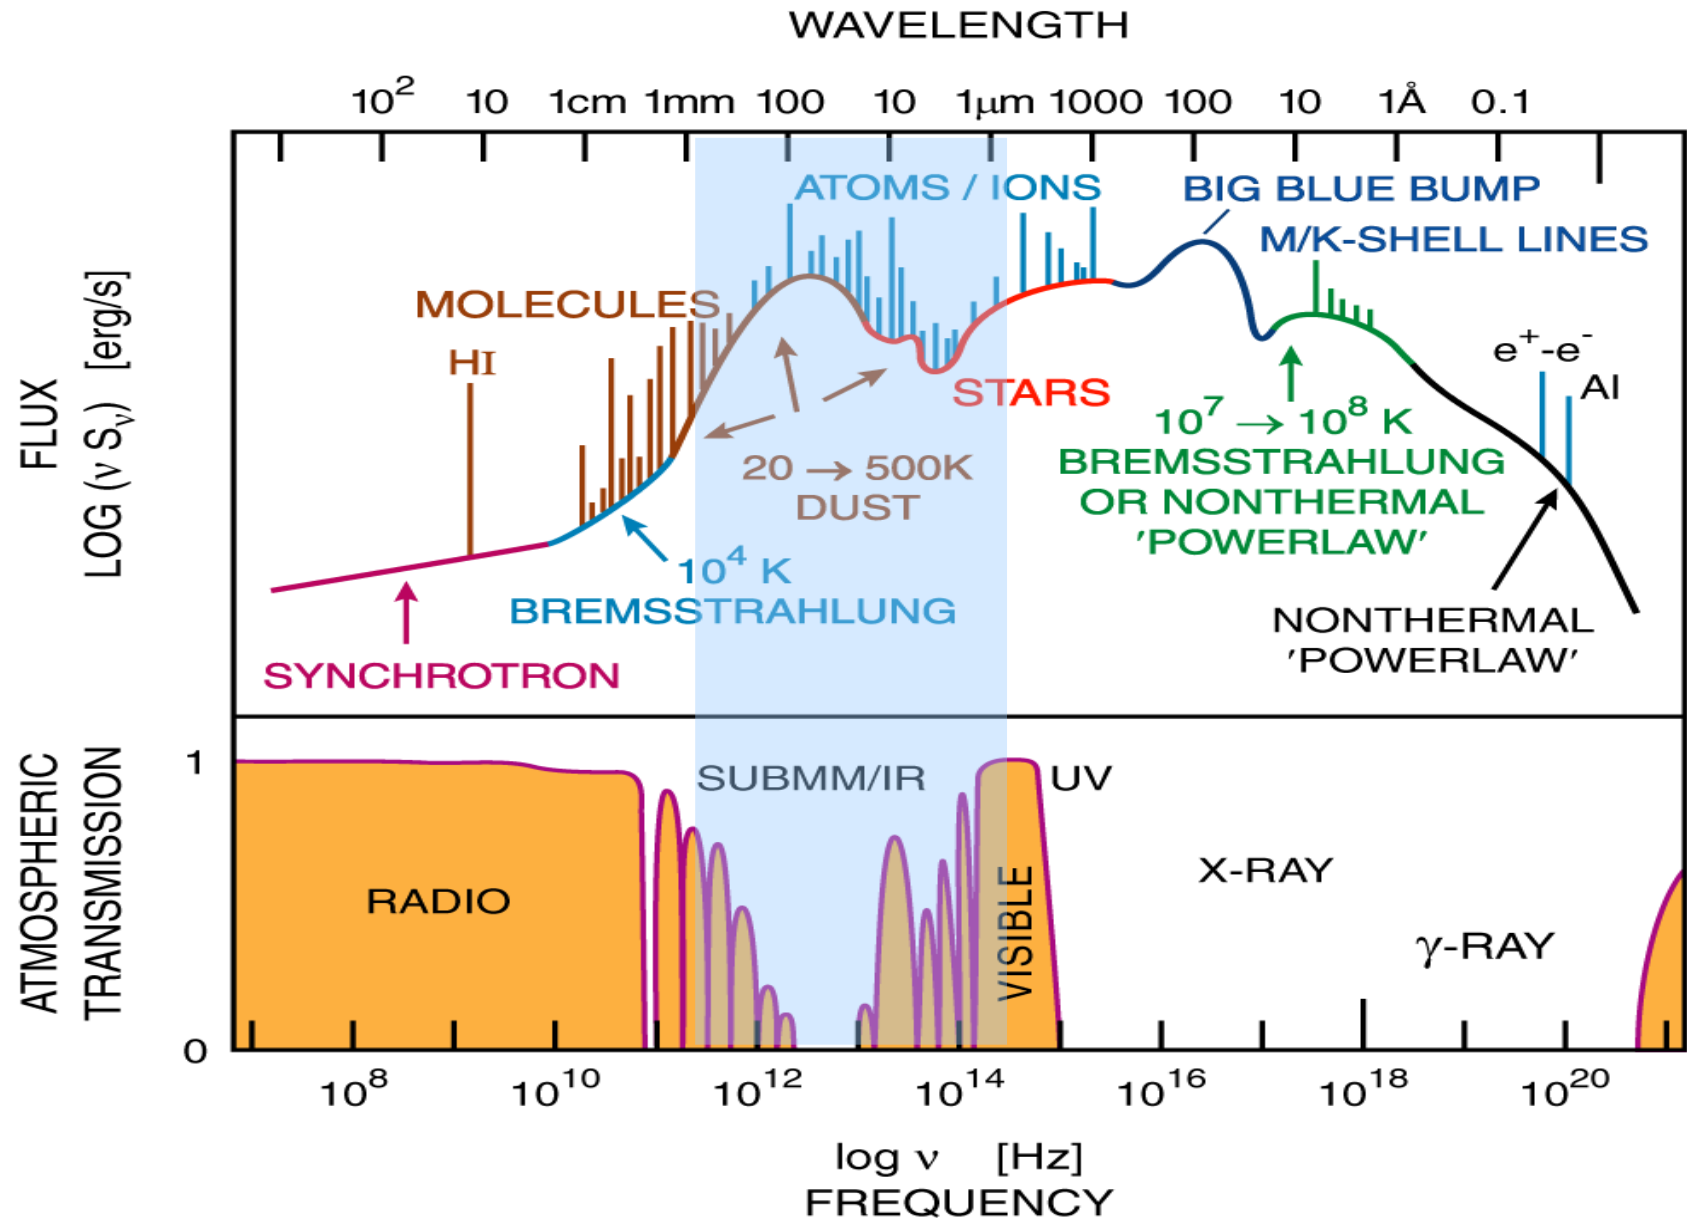 WAVELENGTH
10² 10 1cm 1mm 100 10 1μm 1000 100 10 1Å 0.1
ATOMS / IONS
BIG BLUE BUMP
M/K-SHELL LINES
MOLECULES
HI
e⁺-e⁻
Al
STARS
10⁷ → 10⁸ K
BREMSSTRAHLUNG
OR NONTHERMAL
'POWERLAW'
20 → 500K
DUST
10⁴ K
BREMSSTRAHLUNG
NONTHERMAL
'POWERLAW'
SYNCHROTRON
FLUX
LOG (ν Sᵥ) [erg/s]
ATMOSPHERIC
TRANSMISSION
1
0
SUBMM/IR
UV
RADIO
VISIBLE
X-RAY
γ-RAY
10⁸ 10¹⁰ 10¹² 10¹⁴ 10¹⁶ 10¹⁸ 10²⁰
log ν [Hz]
FREQUENCY